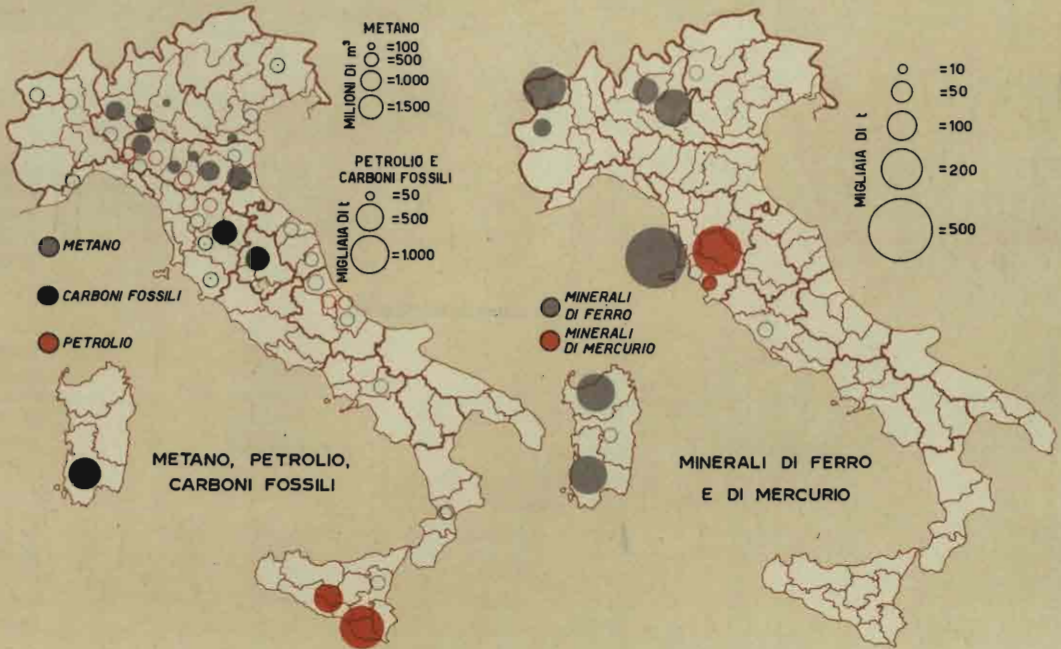 METANO
MILIONI DI m³
=100
=500
=1.000
=1.500
PETROLIO E
CARBONI FOSSILI
MIGLIAIA DI t
=50
=500
=1.000
METANO
CARBONI FOSSILI
PETROLIO
METANO, PETROLIO,
CARBONI FOSSILI
MIGLIAIA DI t
=10
=50
=100
=200
=500
MINERALI
DI FERRO
MINERALI
DI MERCURIO
MINERALI DI FERRO
E DI MERCURIO